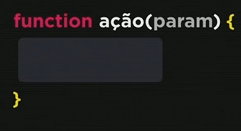 function ação(param) {
}